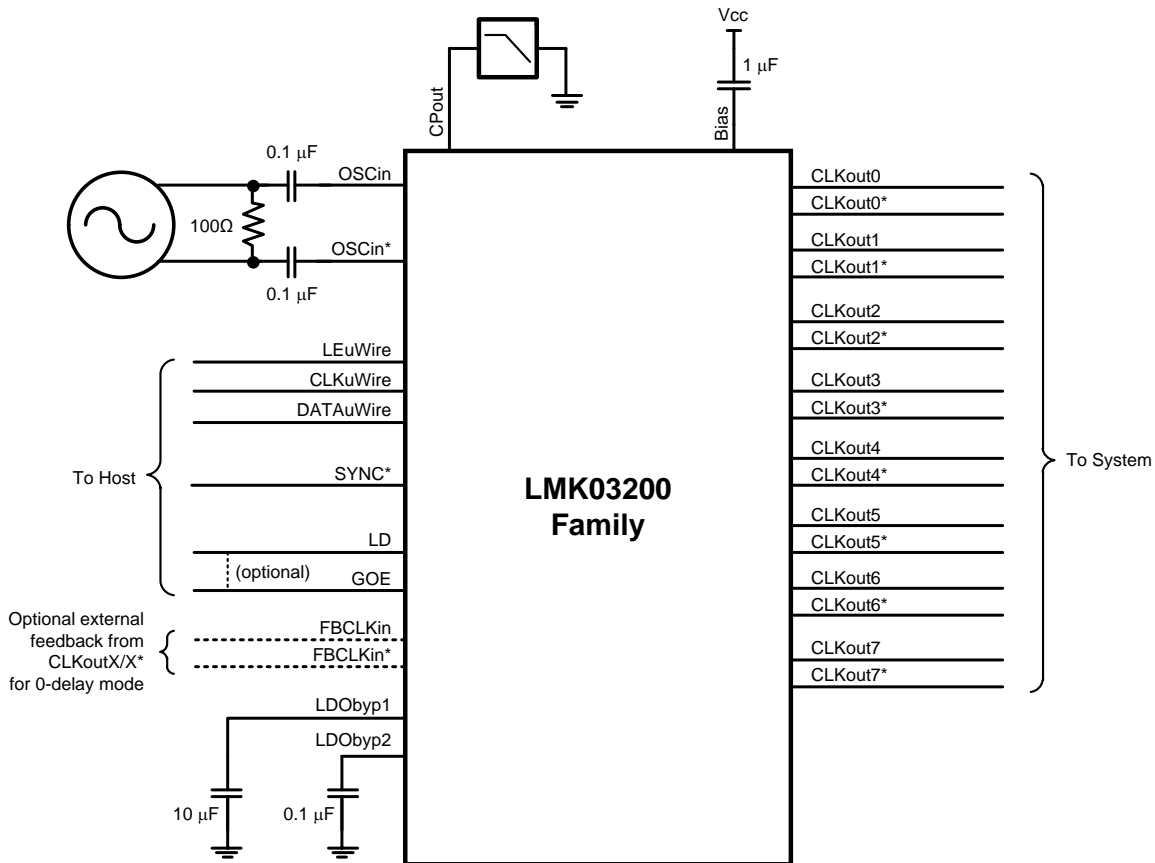 Vcc
1 μF
CPout
Bias
0.1 μF
OSCin
100Ω
OSCin*
0.1 μF
LEuWire
CLKuWire
DATAuWire
To Host
SYNC*
LD
(optional)
GOE
Optional external
feedback from
CLKoutX/X*
for 0-delay mode
FBCLKin
FBCLKin*
LDObyp1
LDObyp2
10 μF
0.1 μF
LMK03200
Family
CLKout0
CLKout0*
CLKout1
CLKout1*
CLKout2
CLKout2*
CLKout3
CLKout3*
CLKout4
CLKout4*
CLKout5
CLKout5*
CLKout6
CLKout6*
CLKout7
CLKout7*
To System